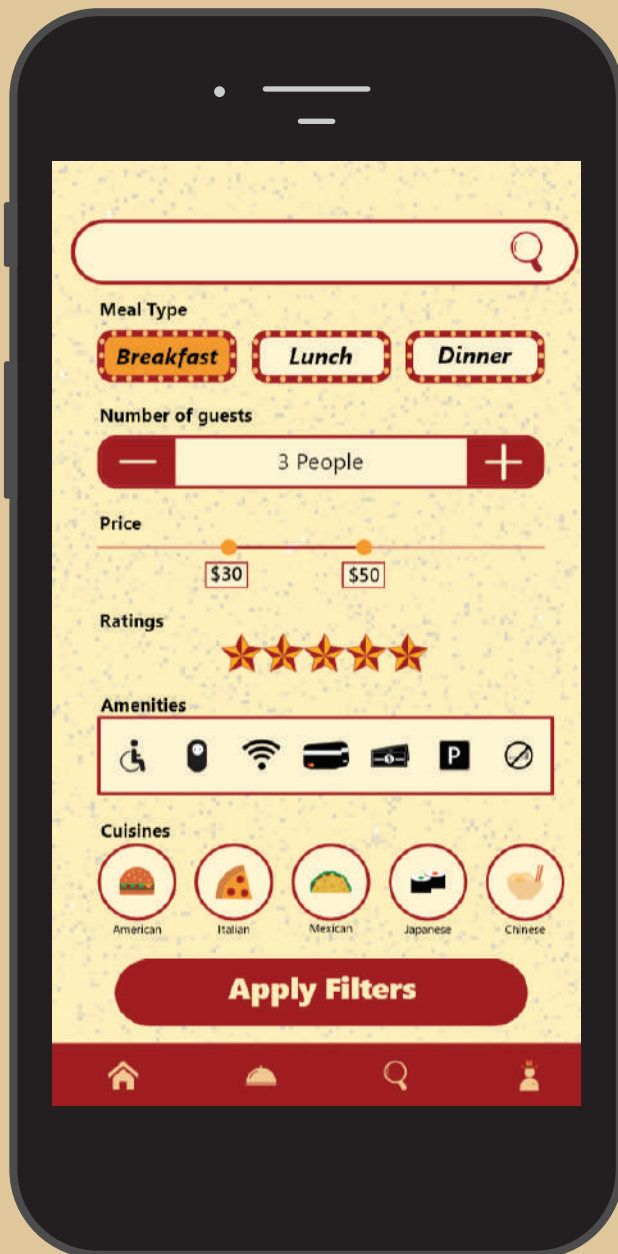 Meal Type
Breakfast Lunch Dinner
Number of guests
3 People
Price
$30 $50
Ratings
Amenities
P
Cuisines
American Italian Mexican Japanese Chinese
Apply Filters